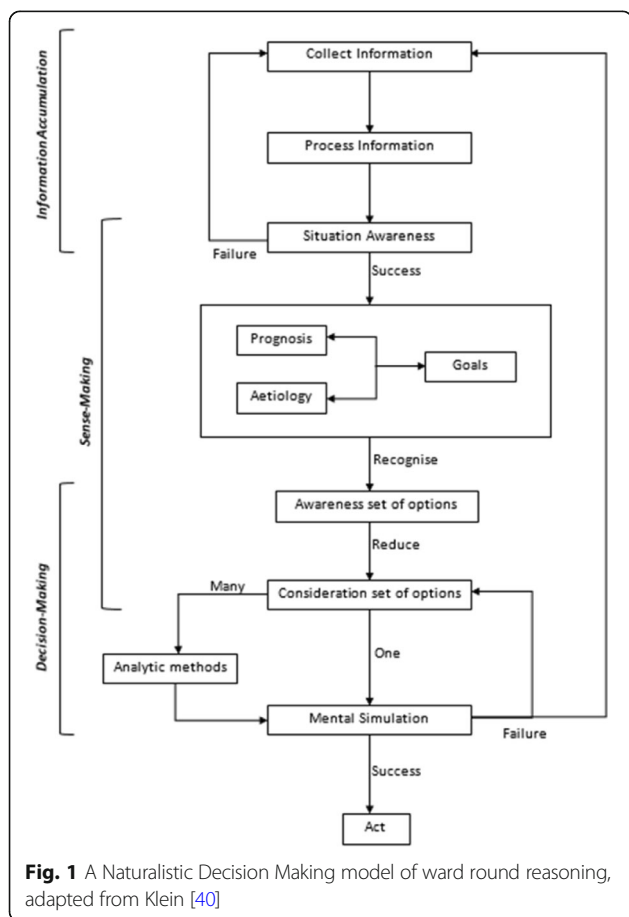 Collect Information
Information Accumulation
Process Information
Situation Awareness
Failure
Success
Prognosis
Goals
Aetiology
Sense-Making
Recognise
Awareness set of options
Reduce
Many
Consideration set of options
Decision-Making
One
Analytic methods
Mental Simulation
Failure
Success
Act
Fig. 1 A Naturalistic Decision Making model of ward round reasoning,
adapted from Klein [40]